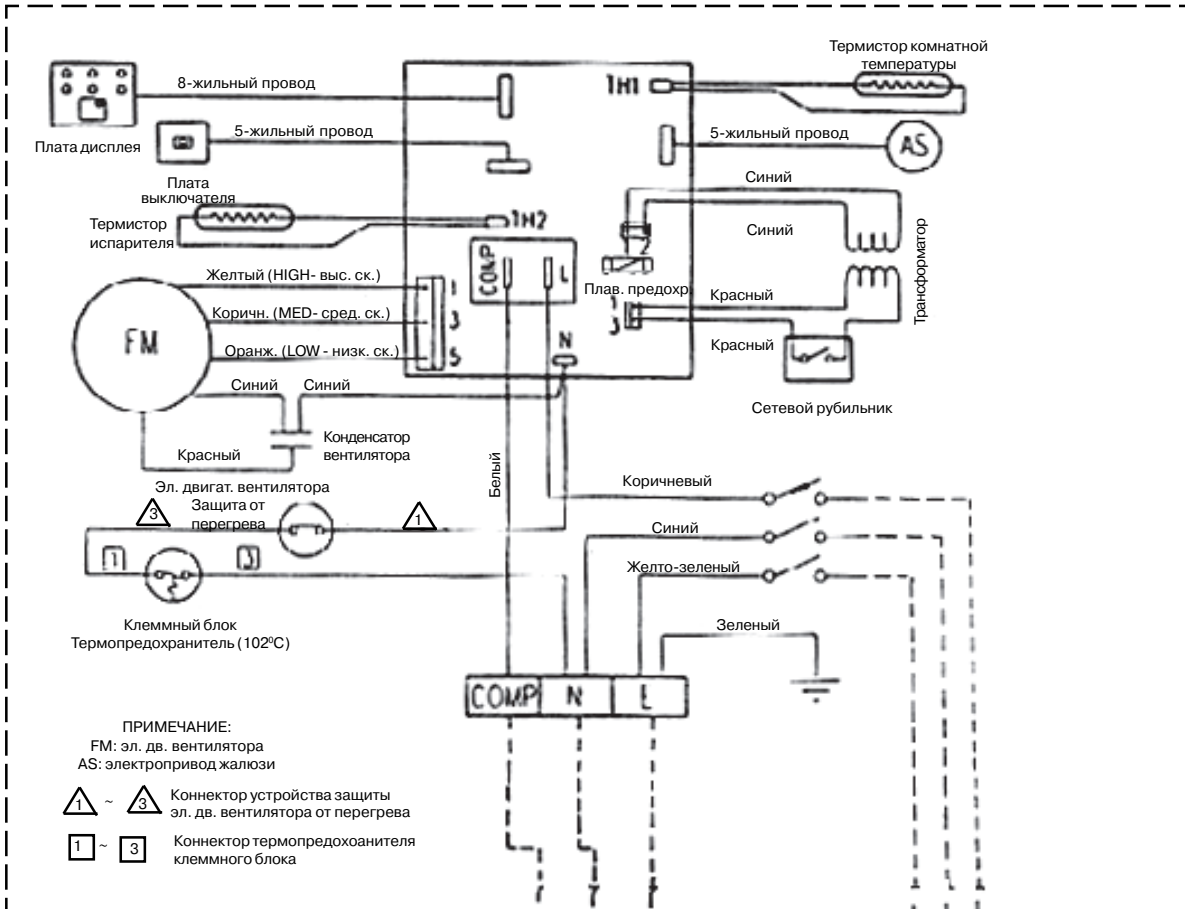 Термистор комнатной
температуры
8-жильный провод
1H1
Плата дисплея
5-жильный провод
5-жильный провод
AS
Плата
выключателя
Синий
Термистор
испарителя
1H2
Синий
2
Трансформатор
COMP
L
Плав. предохр.
Желтый (HIGH- выс. ск.)
1
Красный
1
FM
Коричн. (MED- сред. ск.)
3
3
N
Красный
Оранж. (LOW - низк. ск.)
5
Синий
Синий
Сетевой рубильник
Конденсатор
вентилятора
Красный
Белый
Эл. двигат. вентилятора
Защита от
перегрева
3
1
Коричневый
Синий
1
3
Желто-зеленый
Клеммный блок
Термопредохранитель (102⁰С)
Зеленый
COMP
N
L
ПРИМЕЧАНИЕ:
FM: эл. дв. вентилятора
AS: электропривод жалюзи
1 ~ 3 Коннектор устройства защиты
эл. дв. вентилятора от перегрева
1 ~ 3 Коннектор термопредохоанителя
клеммного блока